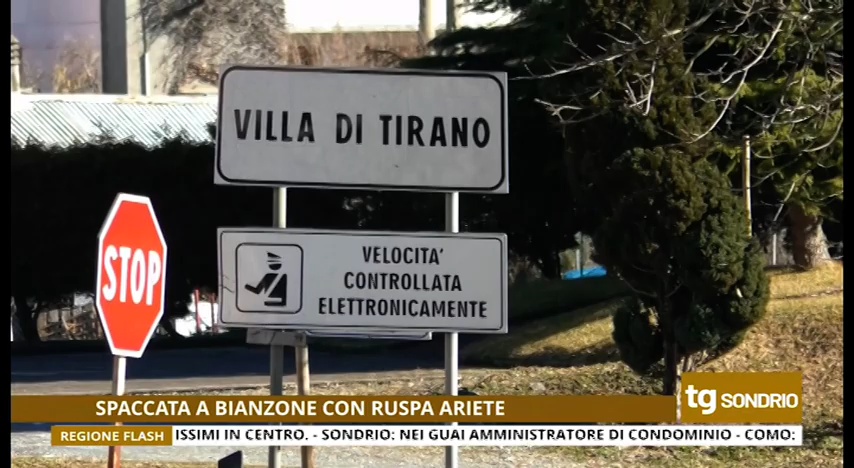 VILLA DI TIRANO
VELOCITA'
CONTROLLATA
ELETTRONICAMENTE
STOP
SPACCATA A BIANZONE CON RUSPA ARIETE
tg SONDRIO
REGIONE FLASH
ISSIMI IN CENTRO. - SONDRIO: NEI GUAI AMMINISTRATORE DI CONDOMINIO - COMO: